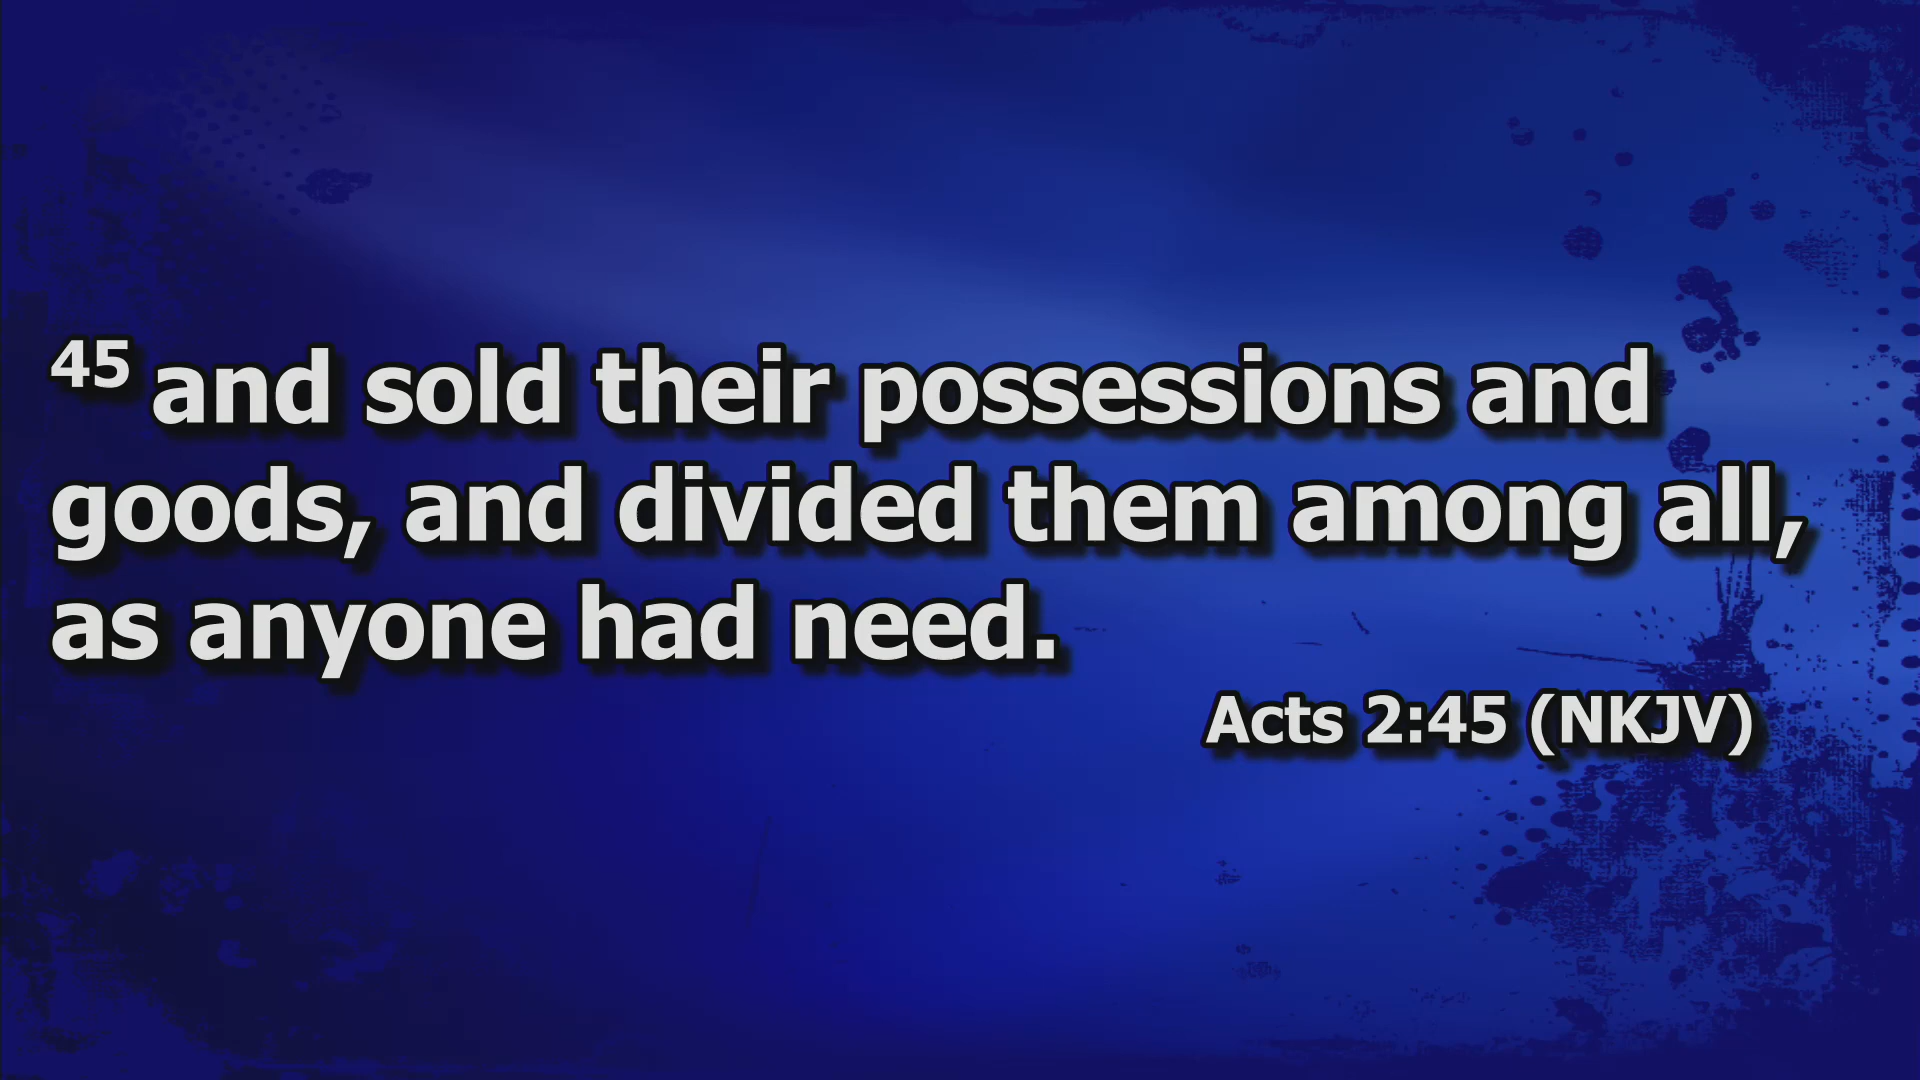 45 and sold their possessions and
goods, and divided them among all,
as anyone had need.
Acts 2:45 (NKJV)